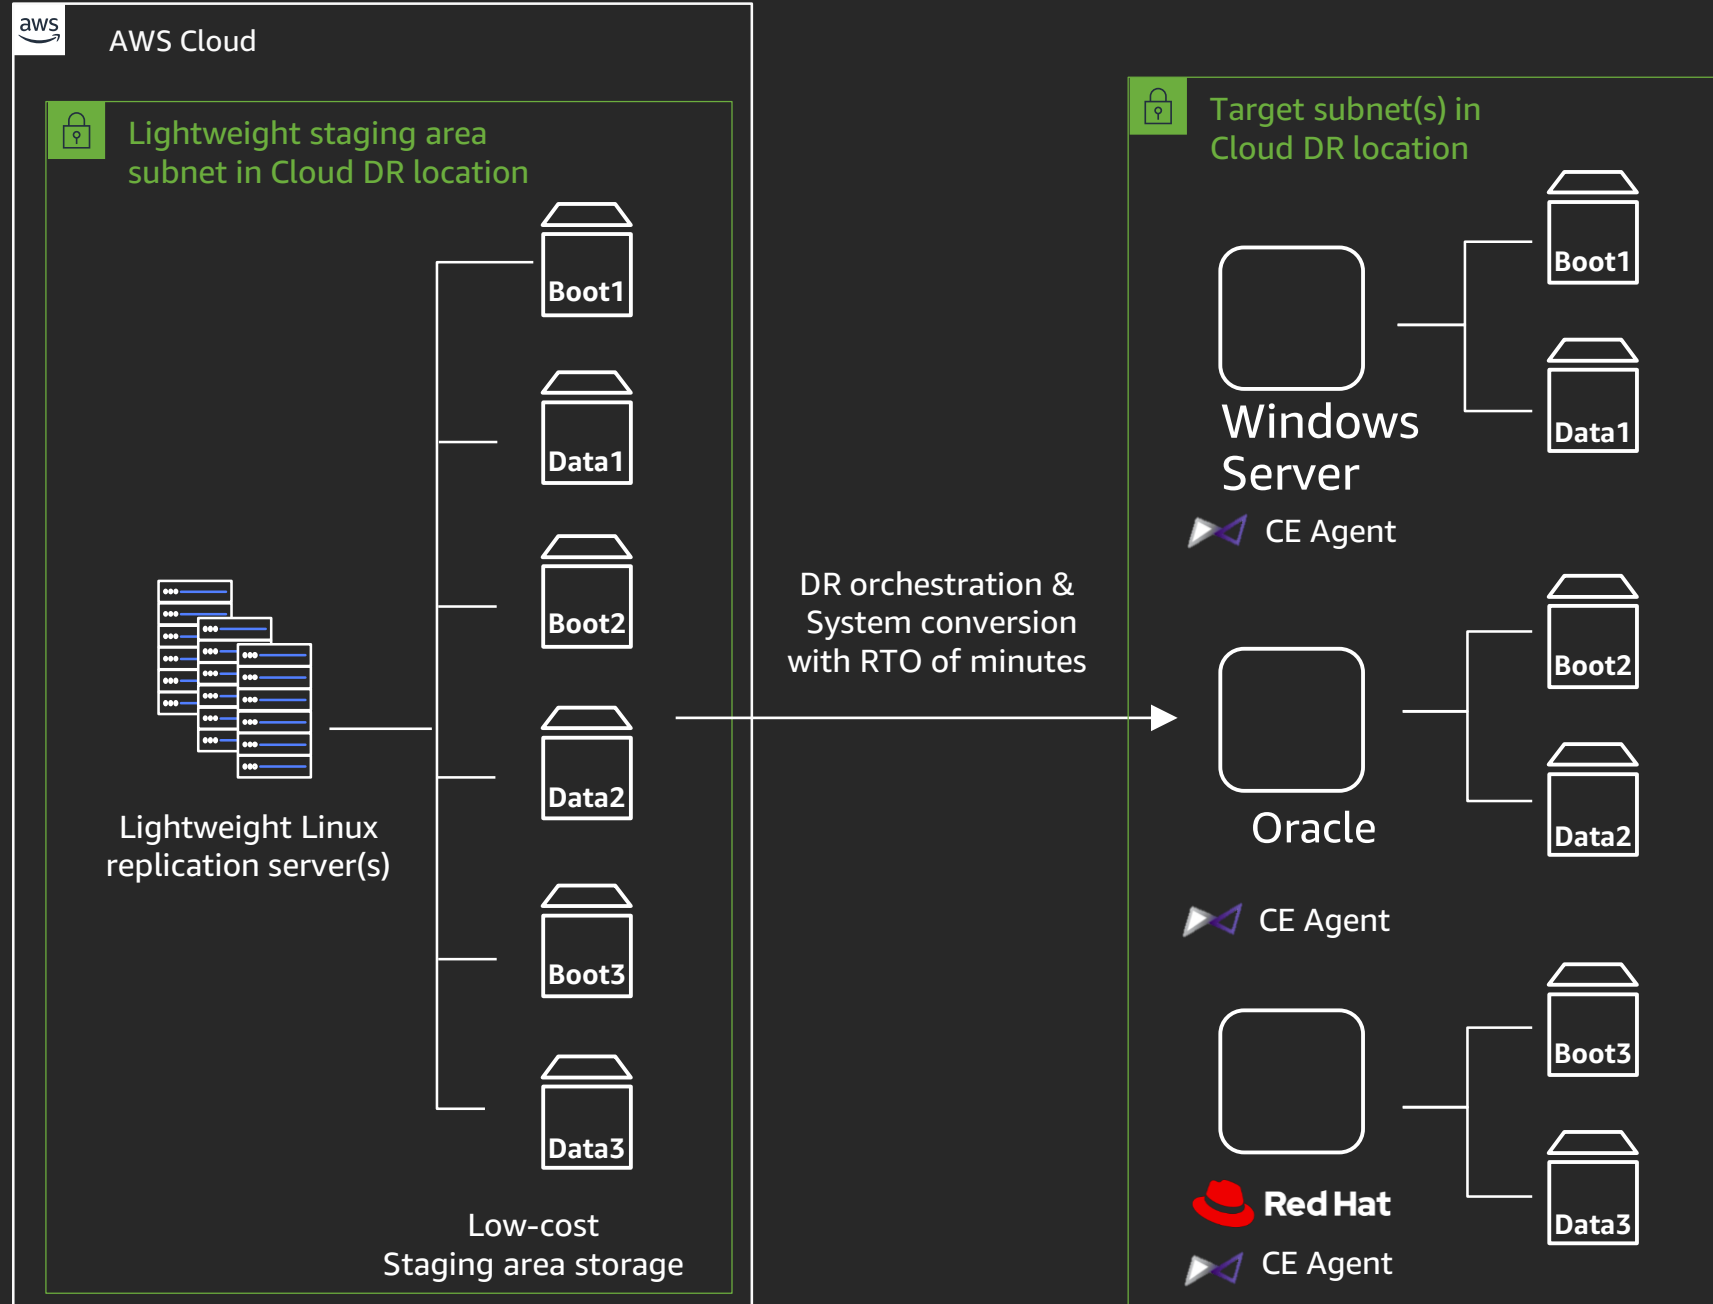 aws
AWS Cloud
Lightweight staging area
subnet in Cloud DR location
Boot1
Data1
Boot2
Data2
Boot3
Data3
Lightweight Linux
replication server(s)
Low-cost
Staging area storage
DR orchestration &
System conversion
with RTO of minutes
Target subnet(s) in
Cloud DR location
Windows
Server
CE Agent
Boot1
Data1
Oracle
CE Agent
Boot2
Data2
Red Hat
CE Agent
Boot3
Data3